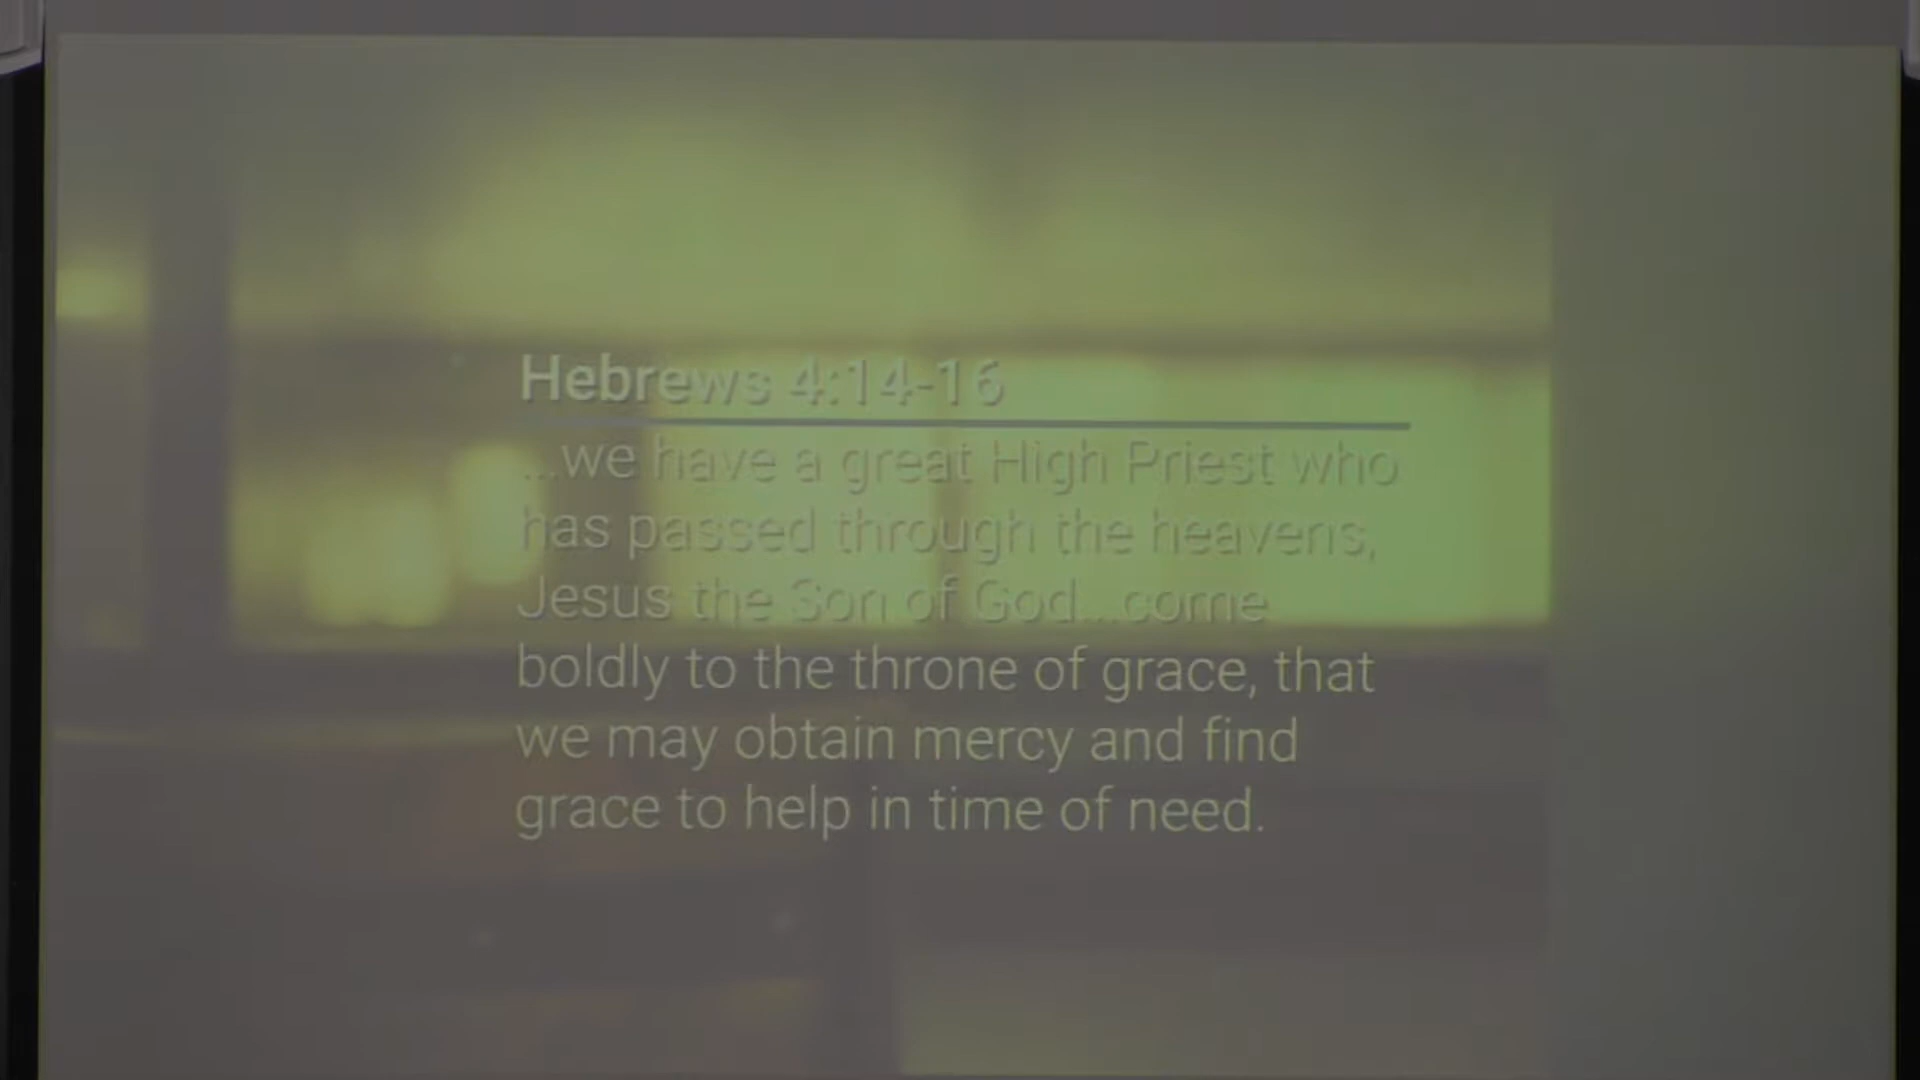 Hebrews 4:14-16
...we have a great High Priest who
has passed through the heavens,
Jesus the Son of God...come
boldly to the throne of grace, that
we may obtain mercy and find
grace to help in time of need.